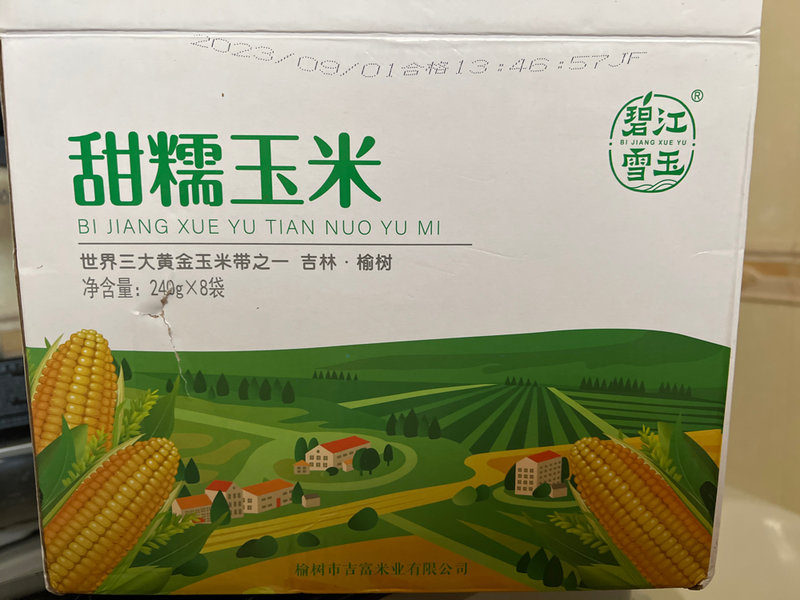 2023/09/01合格13:46:57JF
碧江
®
BI JIANG XUE YU
雪玉
甜糯玉米
BI JIANG XUE YU TIAN NUO YU MI
世界三大黄金玉米带之一 吉林·榆树
净含量：240g×8袋
榆树市吉富米业有限公司